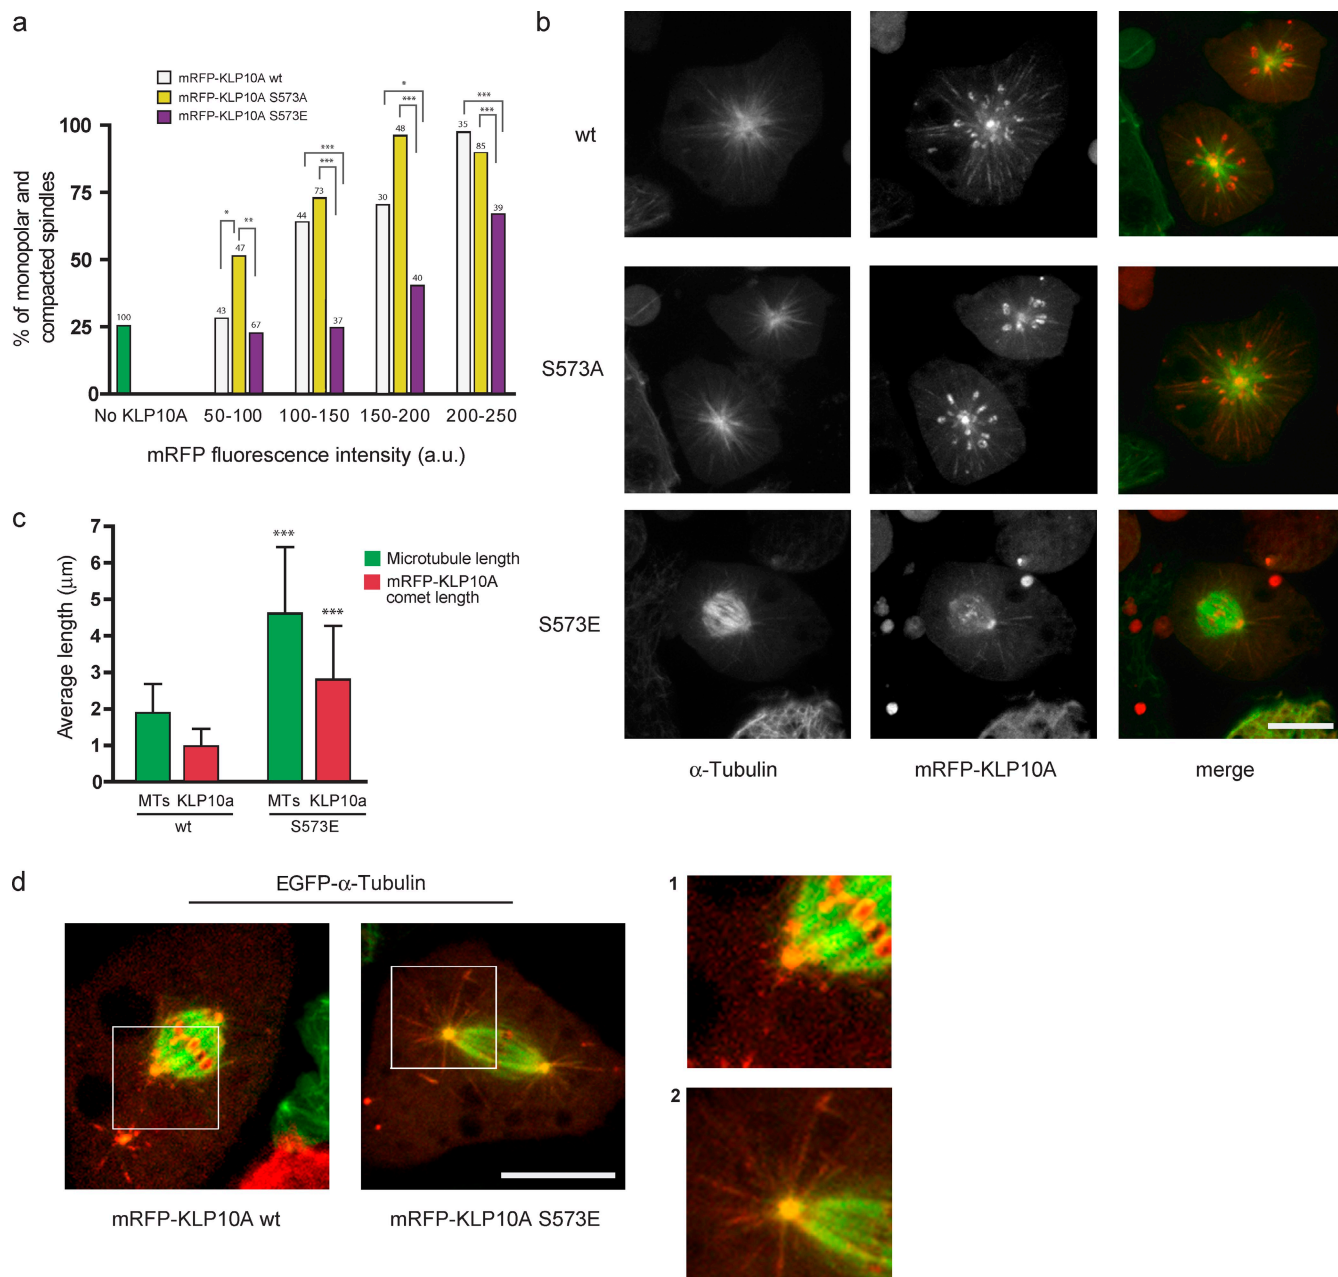 a
mRFP-KLP10A wt
mRFP-KLP10A S573A
mRFP-KLP10A S573E
% of monopolar and
compacted spindles
100
75
50
25
0
100
43
47
67
* **
44
73
37
***
***
30
48
40
*
***
35
85
39
***
***
No KLP10A 50-100 100-150 150-200 200-250
mRFP fluorescence intensity (a.u.)
b
wt
S573A
S573E
α-Tubulin mRFP-KLP10A merge
c
Average length (μm)
7
6
5
4
3
2
1
0
***
***
Microtubule length
mRFP-KLP10A
comet length
MTs KLP10a MTs KLP10a
wt S573E
d
EGFP-α-Tubulin
mRFP-KLP10A wt mRFP-KLP10A S573E
1
2